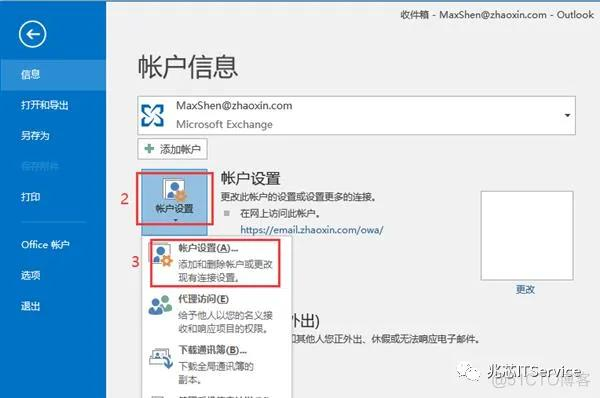 收件箱 - MaxShen@zhaoxin.com - Outlook
信息
打开和导出
另存为
保存附件
打印
Office 帐户
选项
退出
帐户信息
MaxShen@zhaoxin.com
Microsoft Exchange
添加帐户
2
帐户设置
帐户设置
更改此帐户的设置或设置更多的连接。
在网上访问此帐户。
https://email.zhaoxin.com/owa/
更改
3
帐户设置(A)...
添加和删除帐户或更改
现有连接设置。
代理访问(E)
给予他人以您的名义接
收和响应项目的权限。
下载通讯簿(B)...
下载全局通讯簿的
副本。
外出)
和其他人您正外出、休假或无法响应电子邮件。
兆芯ITService
@51CTO博客